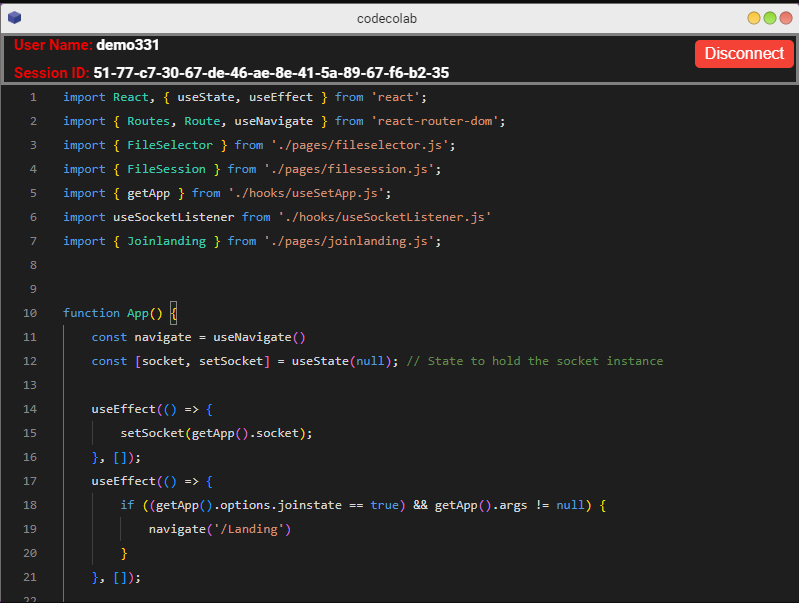 codecolab
User Name: demo331
Disconnect
Session ID: 51-77-c7-30-67-de-46-ae-8e-41-5a-89-67-f6-b2-35
1 import React, { useState, useEffect } from 'react';
2 import { Routes, Route, useNavigate } from 'react-router-dom';
3 import { FileSelector } from './pages/fileselector.js';
4 import { FileSession } from './pages/filesession.js';
5 import { getApp } from './hooks/useSetApp.js';
6 import useSocketListener from './hooks/useSocketListener.js'
7 import { Joinlanding } from './pages/joinlanding.js';
8
9
10 function App() {
11 const navigate = useNavigate()
12 const [socket, setSocket] = useState(null); // State to hold the socket instance
13
14 useEffect(() => {
15 setSocket(getApp().socket);
16 }, []);
17 useEffect(() => {
18 if ((getApp().options.joinstate == true) && getApp().args != null) {
19 navigate('/Landing')
20 }
21 }, []);
22